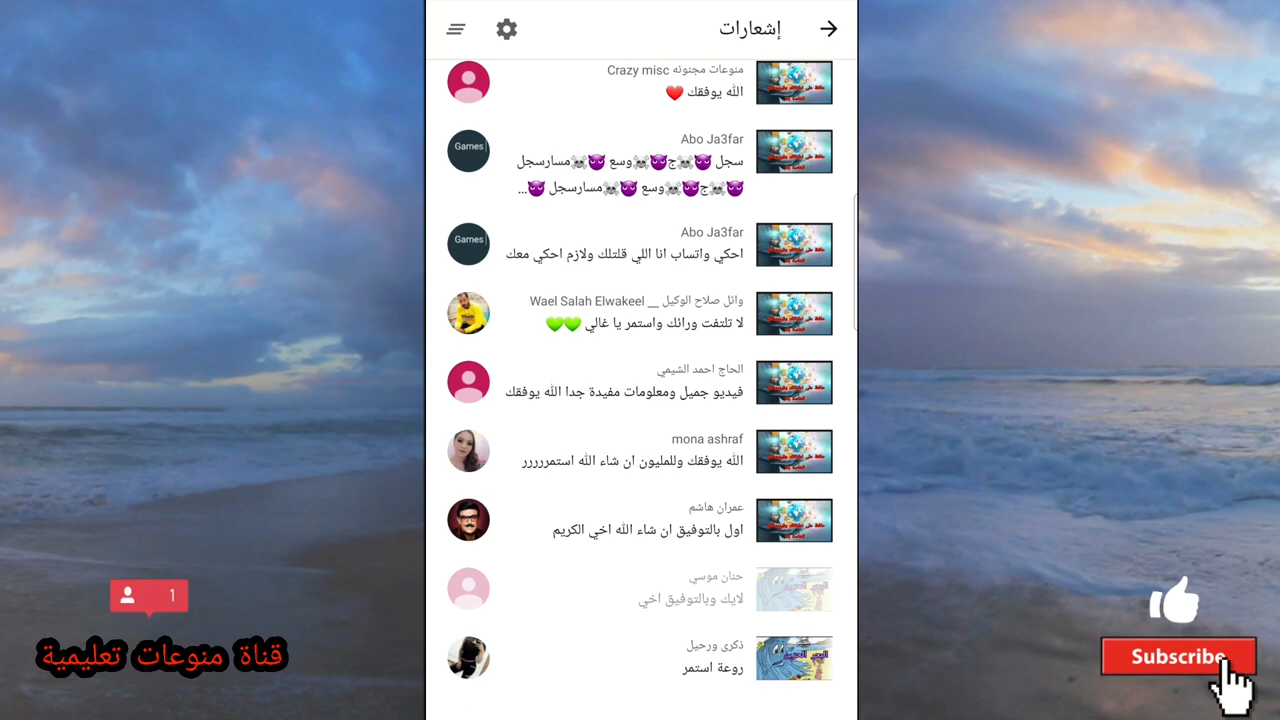 إشعارات
منوعات مجنونه Crazy misc
الله يوفقك ❤️
Abo Ja3far
Games
سجل 😈☠️ج😈☠️وسع 😈☠️مسارسجل
😈☠️ج😈☠️وسع 😈☠️مسارسجل 😈...
Abo Ja3far
Games
احكي واتساب انا اللي قلتلك ولازم احكي معك
وائل صلاح الوكيل __ Wael Salah Elwakeel
لا تلتفت ورائك واستمر يا غالي 💚💚
الحاج احمد الشيمي
فيديو جميل ومعلومات مفيدة جدا الله يوفقك
mona ashraf
الله يوفقك وللمليون ان شاء الله استمرررر
عمران هاشم
اول بالتوفيق ان شاء الله اخي الكريم
حنان موسي
لايك وبالتوفيق اخي
ذكرى ورحيل
روعة استمر
1
قناة منوعات تعليمية
Subscribe